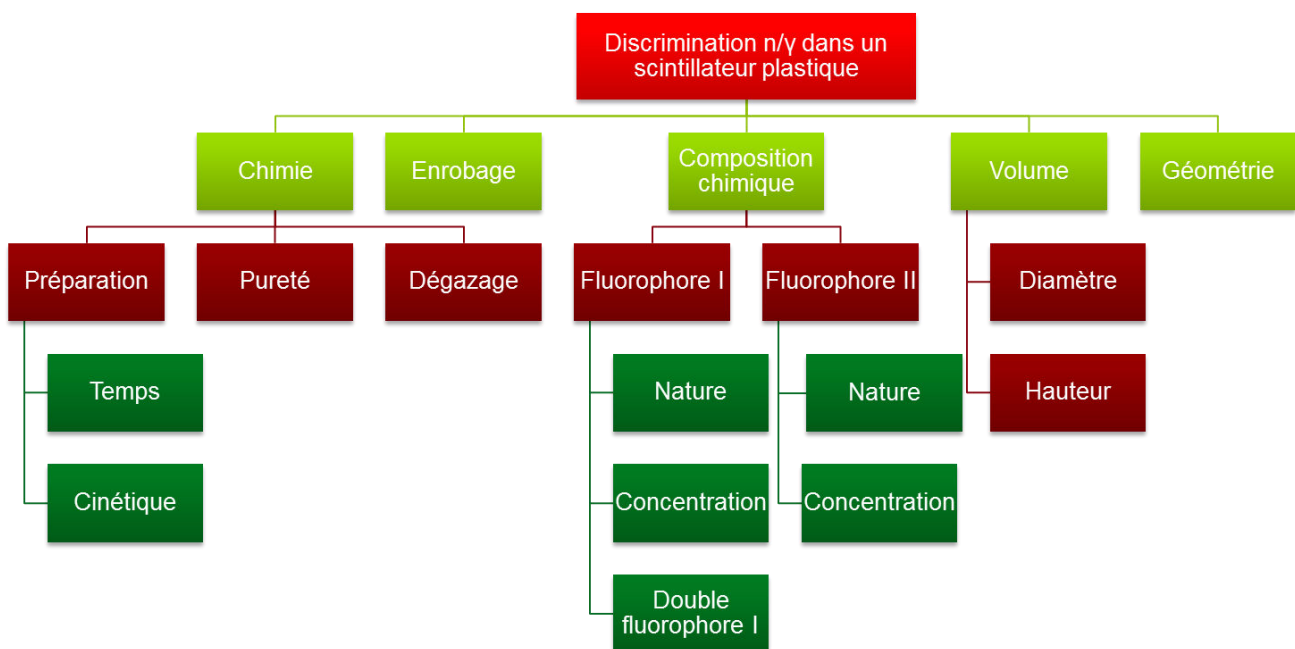 Discrimination n/γ dans un
scintillateur plastique
Chimie
Enrobage
Composition
chimique
Volume
Géométrie
Préparation
Pureté
Dégazage
Fluorophore I
Fluorophore II
Diamètre
Temps
Nature
Nature
Hauteur
Cinétique
Concentration
Concentration
Double
fluorophore I